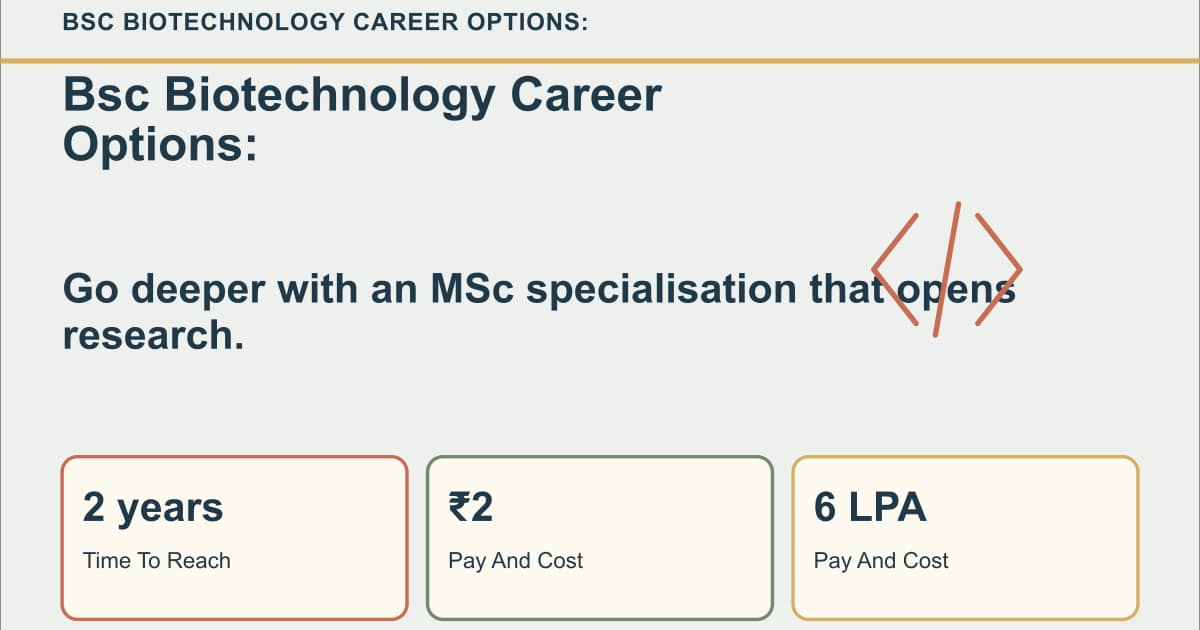 BSC BIOTECHNOLOGY CAREER OPTIONS:
Bsc Biotechnology Career
Options:
Go deeper with an MSc specialisation that opens
research.
2 years
Time To Reach
₹2
Pay And Cost
6 LPA
Pay And Cost